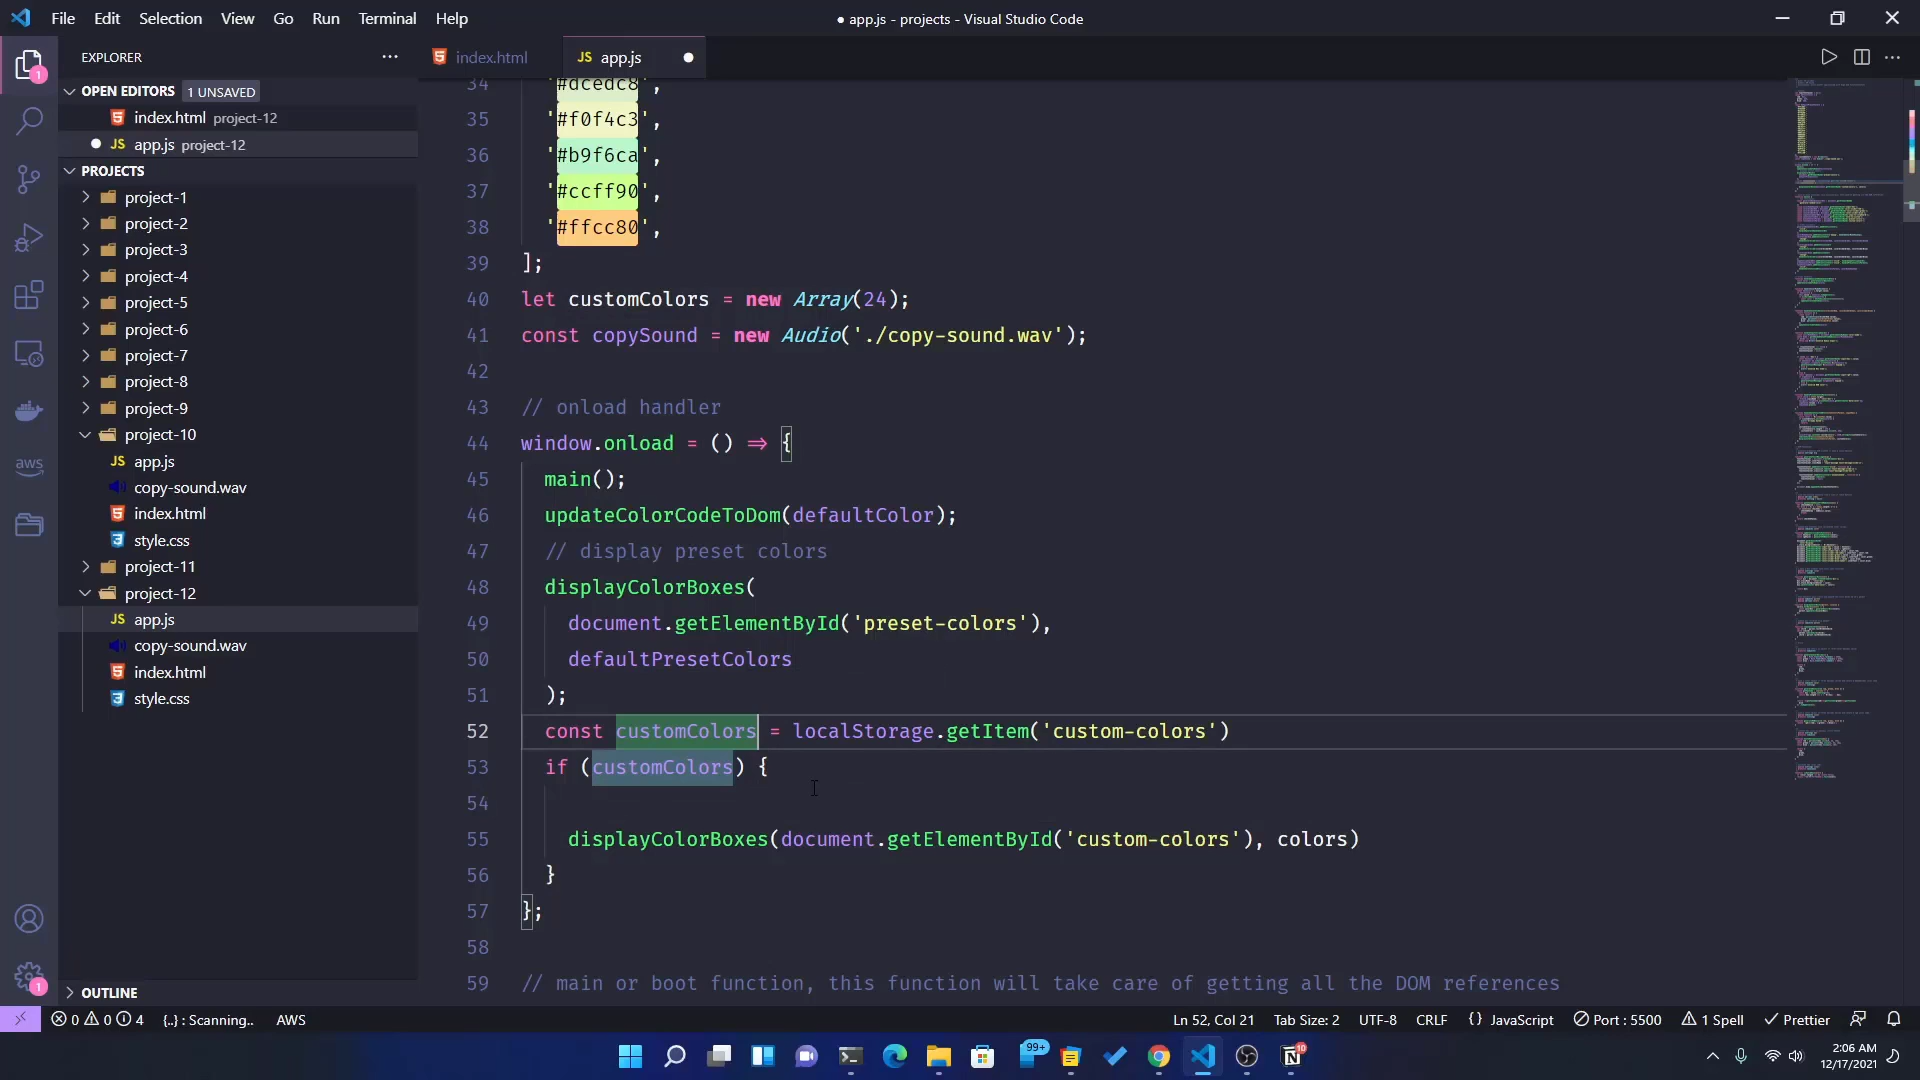 File Edit Selection View Go Run Terminal Help
● app.js - projects - Visual Studio Code
EXPLORER
index.html
JS app.js
OPEN EDITORS 1 UNSAVED
index.html project-12
JS app.js project-12
PROJECTS
project-1
project-2
project-3
project-4
project-5
project-6
project-7
project-8
project-9
project-10
JS app.js
copy-sound.wav
index.html
style.css
project-11
project-12
JS app.js
copy-sound.wav
index.html
style.css
OUTLINE
34 '#dcedc8',
35 '#f0f4c3',
36 '#b9f6ca',
37 '#ccff90',
38 '#ffcc80',
39 ];
40 let customColors = new Array(24);
41 const copySound = new Audio('./copy-sound.wav');
42
43 // onload handler
44 window.onload = () => {
45 main();
46 updateColorCodeToDom(defaultColor);
47 // display preset colors
48 displayColorBoxes(
49 document.getElementById('preset-colors'),
50 defaultPresetColors
51 );
52 const customColors = localStorage.getItem('custom-colors')
53 if (customColors) {
54
55 displayColorBoxes(document.getElementById('custom-colors'), colors)
56 }
57 };
58
59 // main or boot function, this function will take care of getting all the DOM references
0 0 4 {..} : Scanning.. AWS
Ln 52, Col 21 Tab Size: 2 UTF-8 CRLF {} JavaScript Port : 5500 1 Spell Prettier
99+
10
2:06 AM
12/17/2021
aws
1
1